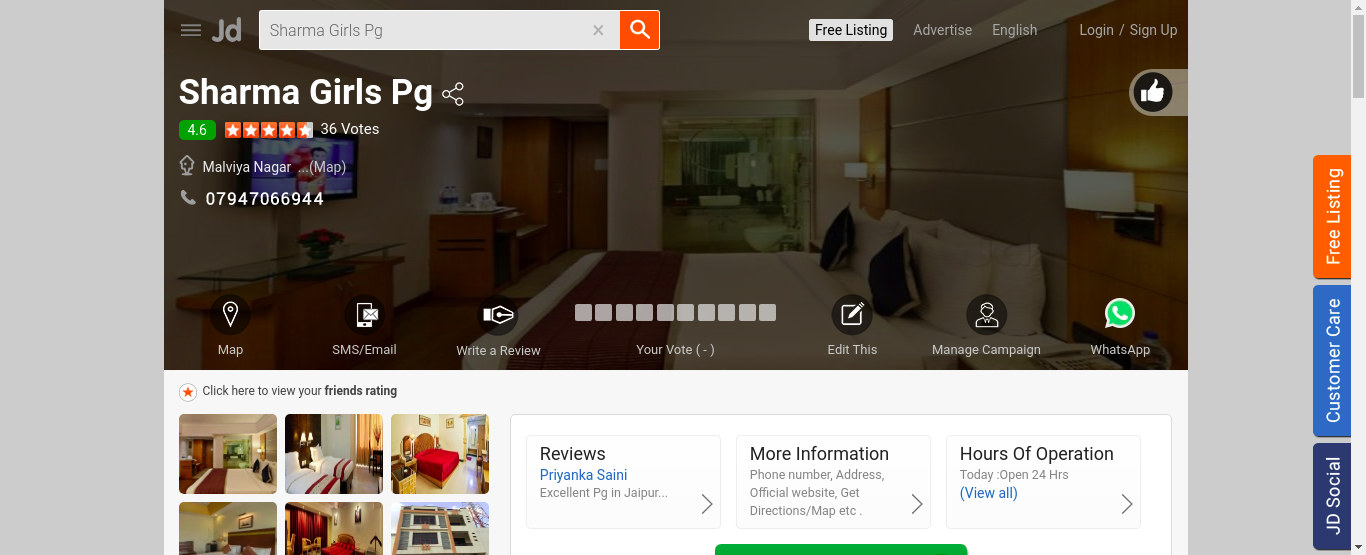 Jd
Sharma Girls Pg
Free Listing
Advertise
English
Login / Sign Up
Sharma Girls Pg
4.6
36 Votes
Malviya Nagar ...(Map)
07947066944
Map
SMS/Email
Write a Review
Your Vote ( - )
Edit This
Manage Campaign
WhatsApp
Click here to view your friends rating
Reviews
Priyanka Saini
Excellent Pg in Jaipur...
More Information
Phone number, Address,
Official website, Get
Directions/Map etc .
Hours Of Operation
Today :Open 24 Hrs
(View all)
Free Listing
Customer Care
JD Social